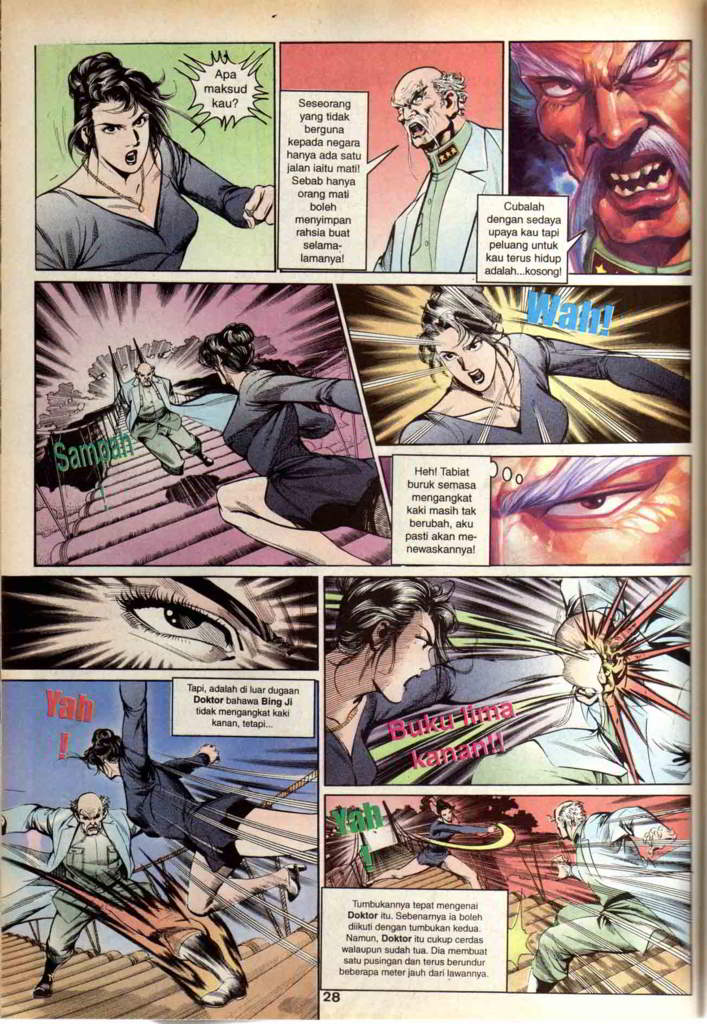 Apa
maksud
kau?
Seseorang
yang tidak
berguna
kepada negara
hanya ada satu
jalan iaitu mati!
Sebab hanya
orang mati
boleh
menyimpan
rahsia buat
selama-
lamanya!
Cubalah
dengan sedaya
upaya kau tapi
peluang untuk
kau terus hidup
adalah...kosong!
Sampan
!
Wah!
Heh! Tabiat
buruk semasa
mengangkat
kaki masih tak
berubah, aku
pasti akan me-
newaskannya!
Tapi, adalah di luar dugaan
Doktor bahawa Bing Ji
tidak mengangkat kaki
kanan, tetapi...
Yah
!
Buku lima
kanan!!
Yah
!
Tumbukannya tepat mengenai
Doktor itu. Sebenarnya ia boleh
diikuti dengan tumbukan kedua.
Namun, Doktor itu cukup cerdas
walaupun sudah tua. Dia membuat
satu pusingan dan terus berundur
beberapa meter jauh dari lawannya.
28